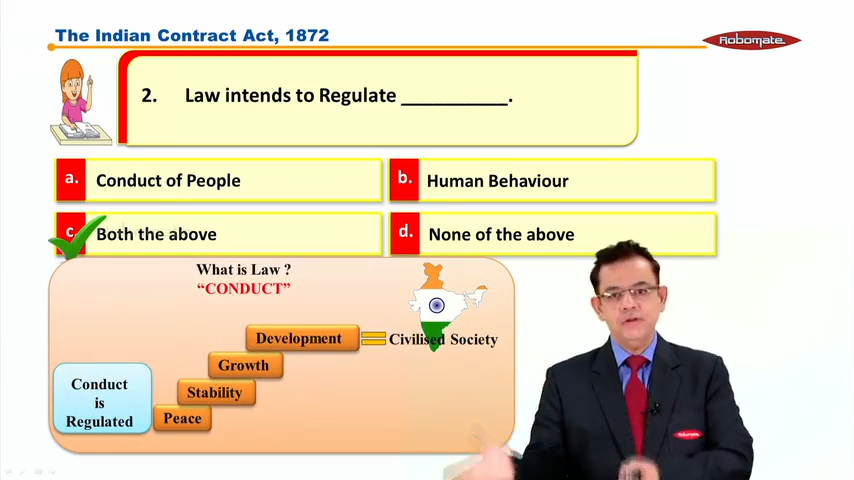 The Indian Contract Act, 1872
Robomate
2. Law intends to Regulate __________.
a. Conduct of People
b. Human Behaviour
c. Both the above
d. None of the above
What is Law ?
“CONDUCT”
Development
Civilised Society
Growth
Stability
Peace
Conduct
is
Regulated
Robomate